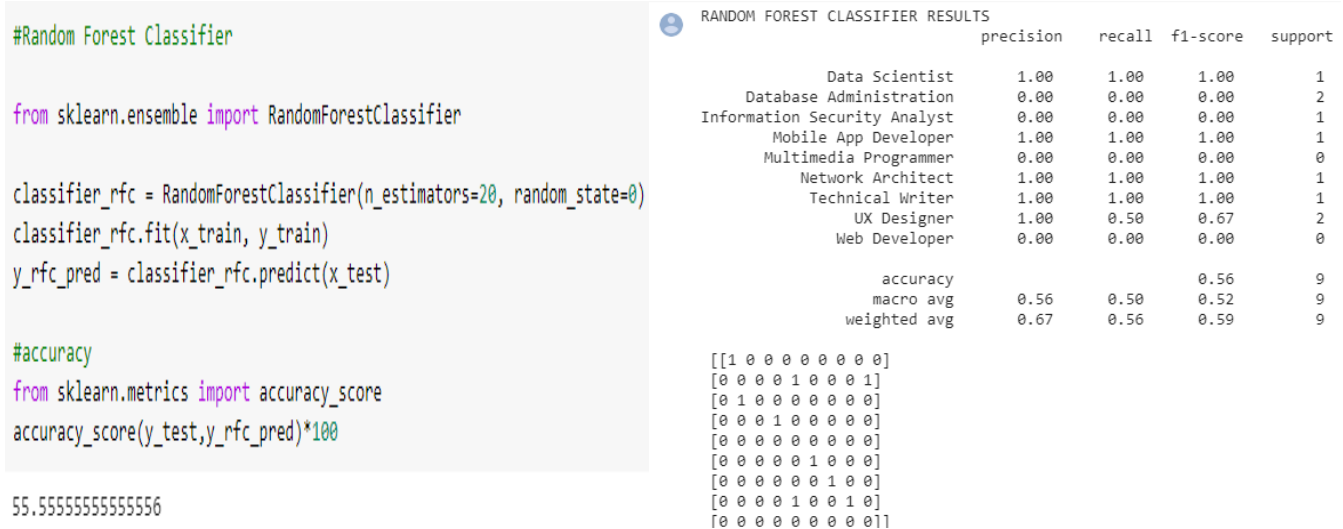 #Random Forest Classifier
from sklearn.ensemble import RandomForestClassifier
classifier_rfc = RandomForestClassifier(n_estimators=20, random_state=0)
classifier_rfc.fit(x_train, y_train)
y_rfc_pred = classifier_rfc.predict(x_test)
#accuracy
from sklearn.metrics import accuracy_score
accuracy_score(y_test,y_rfc_pred)*100
55.55555555555556
RANDOM FOREST CLASSIFIER RESULTS
precision recall f1-score support
Data Scientist 1.00 1.00 1.00 1
Database Administration 0.00 0.00 0.00 2
Information Security Analyst 0.00 0.00 0.00 1
Mobile App Developer 1.00 1.00 1.00 1
Multimedia Programmer 0.00 0.00 0.00 0
Network Architect 1.00 1.00 1.00 1
Technical Writer 1.00 1.00 1.00 1
UX Designer 1.00 0.50 0.67 2
Web Developer 0.00 0.00 0.00 0
accuracy 0.56 9
macro avg 0.56 0.50 0.52 9
weighted avg 0.67 0.56 0.59 9
[[1 0 0 0 0 0 0 0 0]
[0 0 0 0 1 0 0 0 1]
[0 1 0 0 0 0 0 0 0]
[0 0 0 1 0 0 0 0 0]
[0 0 0 0 0 0 0 0 0]
[0 0 0 0 0 1 0 0 0]
[0 0 0 0 0 0 1 0 0]
[0 0 0 0 1 0 0 1 0]
[0 0 0 0 0 0 0 0 0]]